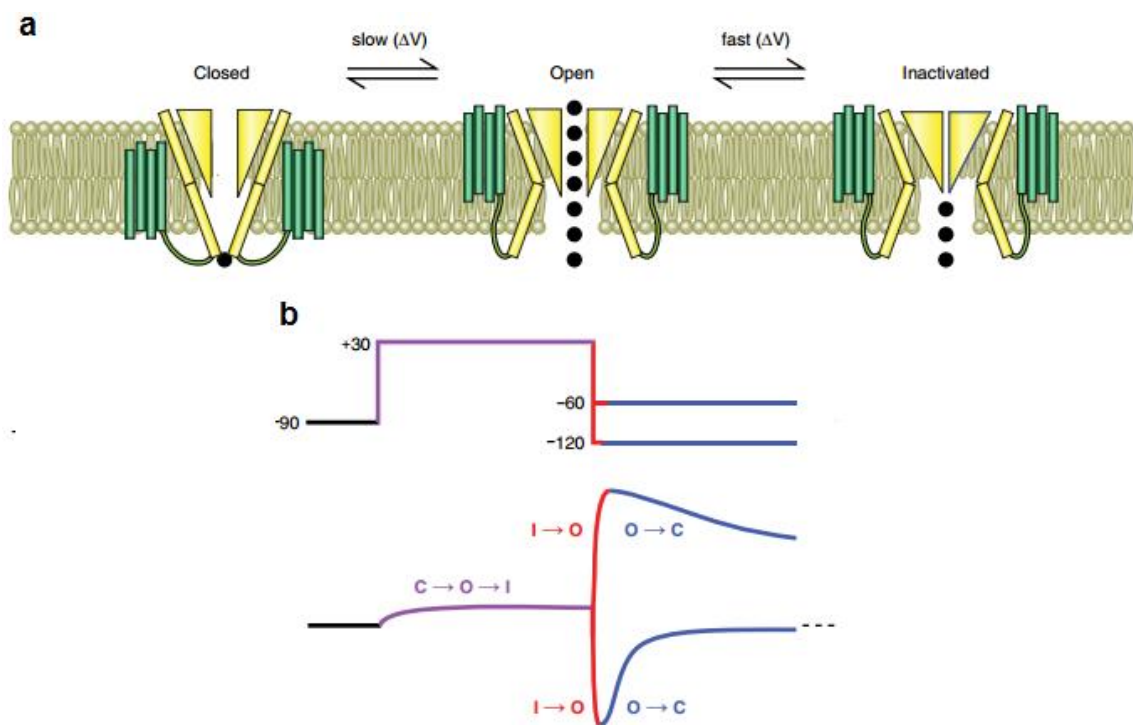 a
slow (ΔV)
fast (ΔV)
Closed
Open
Inactivated
b
+30
-90
−60
−120
I → O
O → C
C → O → I
I → O
O → C